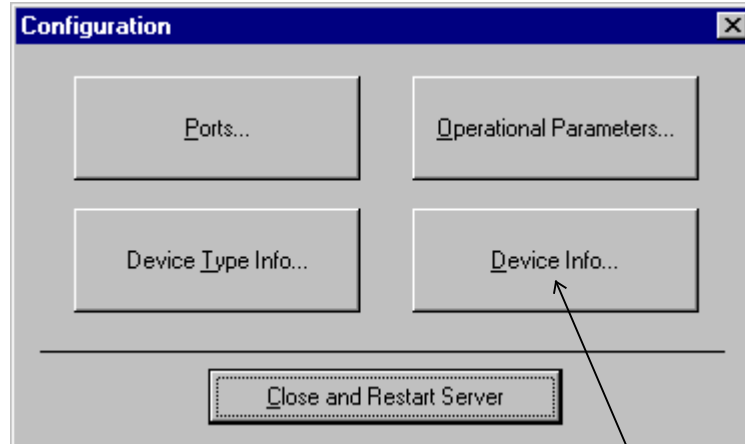 Configuration
Ports...
Operational Parameters...
Device Type Info...
Device Info...
Close and Restart Server